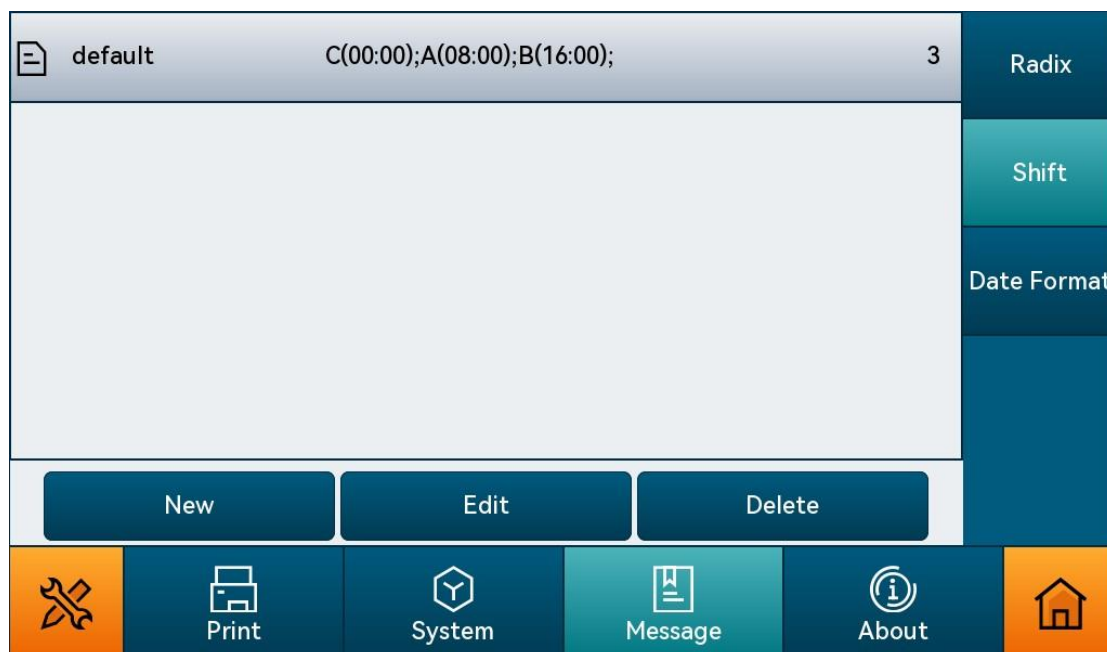 default C(00:00);A(08:00);B(16:00); 3
Radix
Shift
Date Format
New Edit Delete
Print System Message About